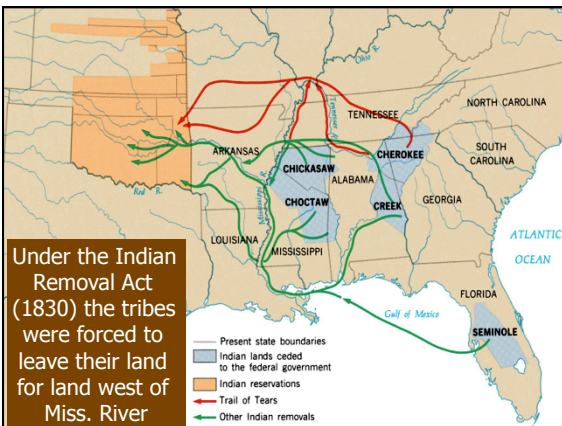 Ohio R.
Tennessee R.
TENNESSEE
NORTH CAROLINA
ARKANSAS
CHEROKEE
SOUTH
CAROLINA
CHICKASAW
ALABAMA
Mississippi R.
Red R.
CHOCTAW
CREEK
GEORGIA
LOUISIANA
MISSISSIPPI
ATLANTIC
OCEAN
FLORIDA
Gulf of Mexico
SEMINOLE
Under the Indian
Removal Act
(1830) the tribes
were forced to
leave their land
for land west of
Miss. River
Present state boundaries
Indian lands ceded
to the federal government
Indian reservations
Trail of Tears
Other Indian removals